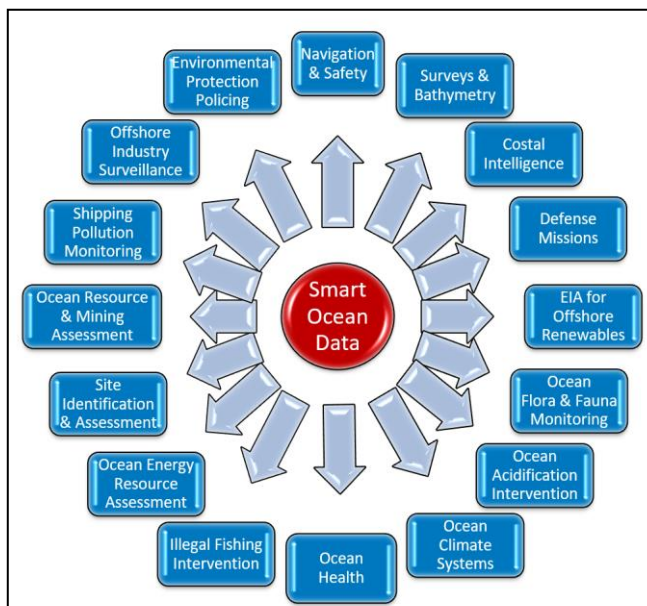 Navigation
& Safety
Surveys &
Bathymetry
Costal
Intelligence
Defense
Missions
EIA for
Offshore
Renewables
Ocean
Flora & Fauna
Monitoring
Ocean
Acidification
Intervention
Ocean
Climate
Systems
Ocean
Health
Illegal Fishing
Intervention
Ocean Energy
Resource
Assessment
Site
Identification
& Assessment
Ocean Resource
& Mining
Assessment
Shipping
Pollution
Monitoring
Offshore
Industry
Surveillance
Environmental
Protection
Policing
Smart
Ocean
Data